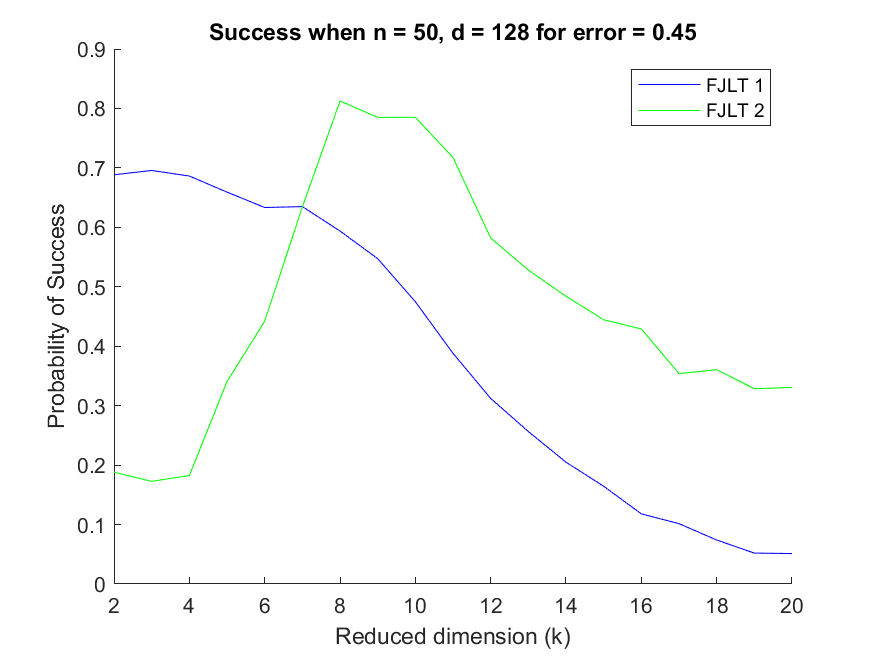 Success when n = 50, d = 128 for error = 0.45
FJLT 1
FJLT 2
Probability of Success
0.9
0.8
0.7
0.6
0.5
0.4
0.3
0.2
0.1
0
2 4 6 8 10 12 14 16 18 20
Reduced dimension (k)